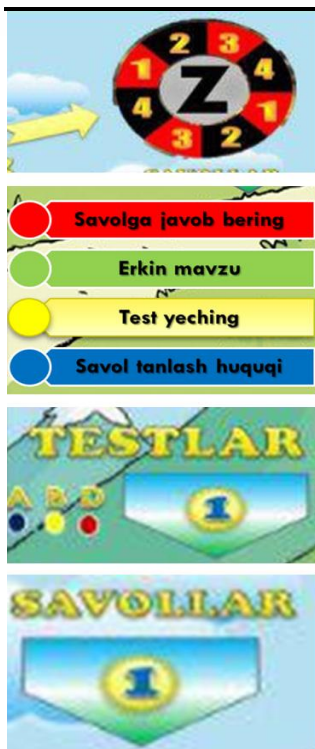 2 3
1 4
Z
4 1
3 2
Savolga javob bering
Erkin mavzu
Test yeching
Savol tanlash huquqi
TESTLAR
A B D
1
SAVOLLAR
1